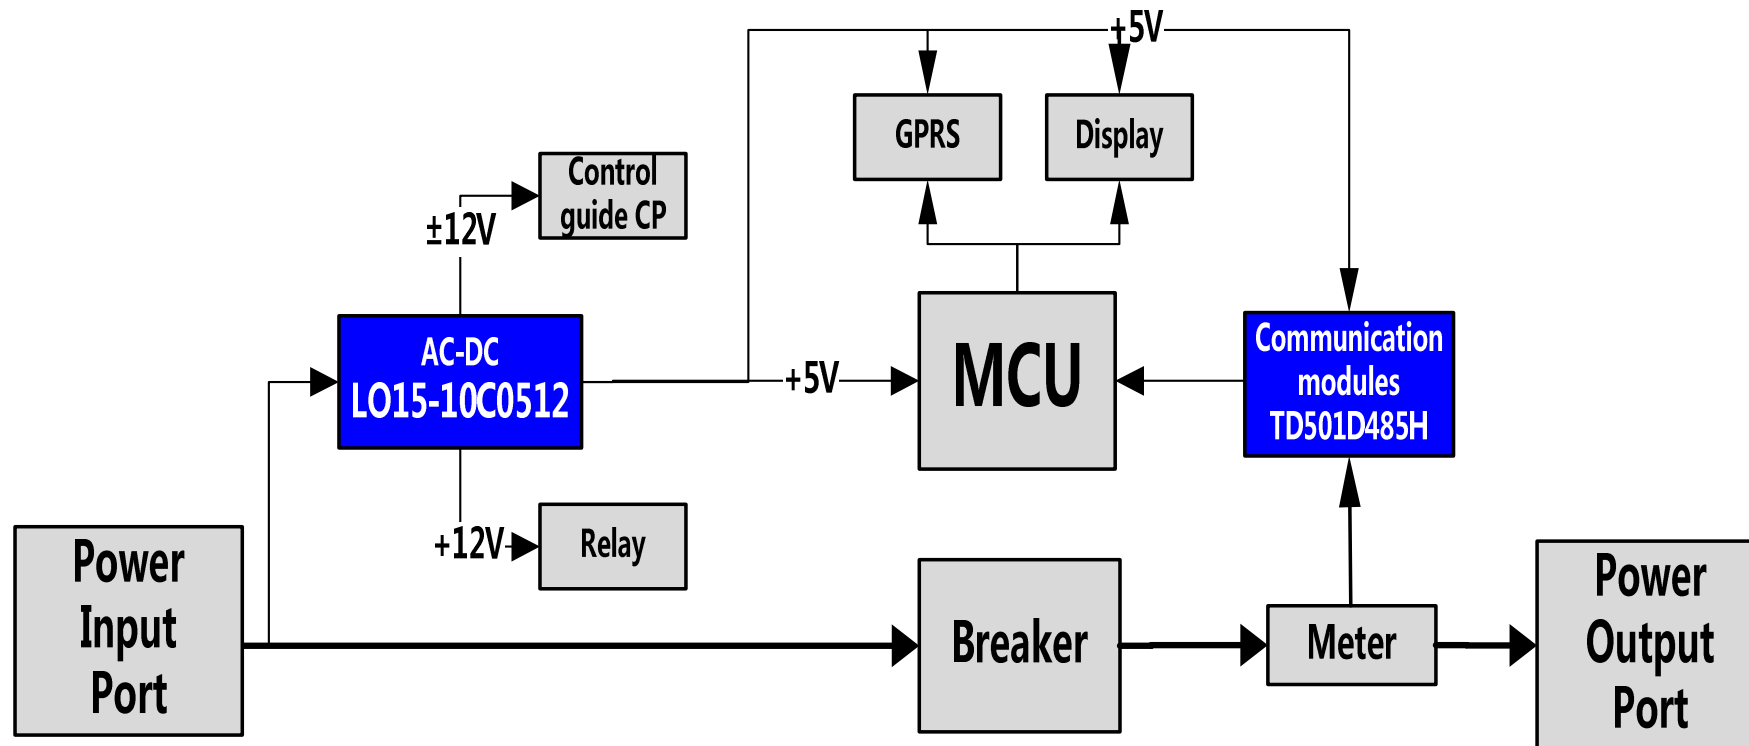 +5V
GPRS
Display
Control
guide CP
±12V
AC-DC
LO15-10C0512
+5V
MCU
Communication
modules
TD501D485H
+12V
Relay
Power
Input
Port
Breaker
Meter
Power
Output
Port